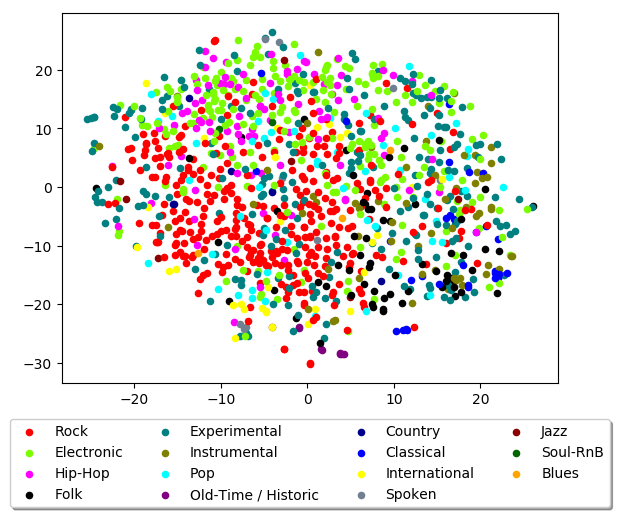 20
10
0
−10
−20
−30
−20 −10 0 10 20
Rock Experimental Country Jazz
Electronic Instrumental Classical Soul-RnB
Hip-Hop Pop International Blues
Folk Old-Time / Historic Spoken